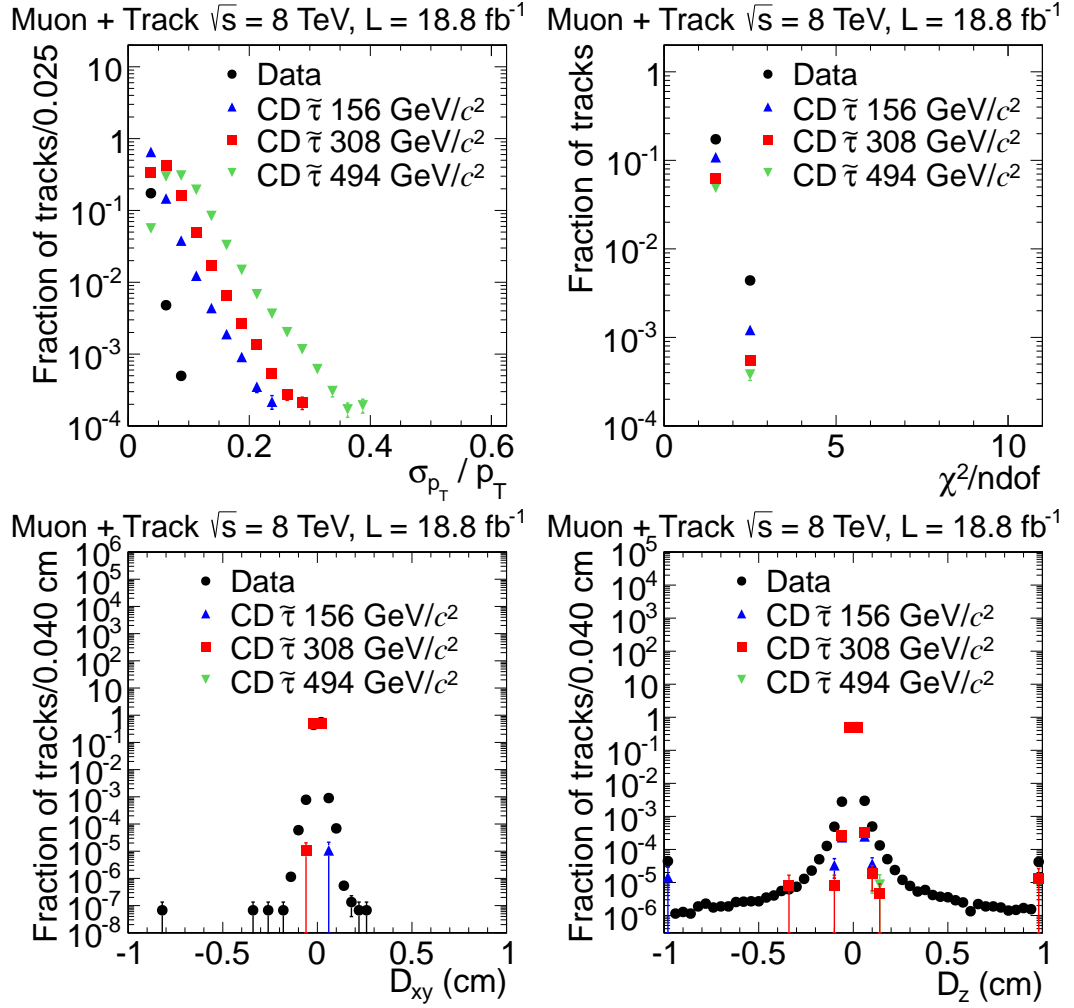 Muon + Track √s = 8 TeV, L = 18.8 fb⁻¹
Fraction of tracks/0.025
10
1
10⁻¹
10⁻²
10⁻³
10⁻⁴
Data
CD τ̃ 156 GeV/c²
CD τ̃ 308 GeV/c²
CD τ̃ 494 GeV/c²
0 0.2 0.4 0.6
σ_{p_T} / p_T
Muon + Track √s = 8 TeV, L = 18.8 fb⁻¹
Fraction of tracks
1
10⁻¹
10⁻²
10⁻³
10⁻⁴
Data
CD τ̃ 156 GeV/c²
CD τ̃ 308 GeV/c²
CD τ̃ 494 GeV/c²
0 5 10
χ²/ndof
Muon + Track √s = 8 TeV, L = 18.8 fb⁻¹
Fraction of tracks/0.040 cm
10⁶
10⁵
10⁴
10³
10²
10
1
10⁻¹
10⁻²
10⁻³
10⁻⁴
10⁻⁵
10⁻⁶
10⁻⁷
10⁻⁸
Data
CD τ̃ 156 GeV/c²
CD τ̃ 308 GeV/c²
CD τ̃ 494 GeV/c²
-1 -0.5 0 0.5 1
D_{xy} (cm)
Muon + Track √s = 8 TeV, L = 18.8 fb⁻¹
Fraction of tracks/0.040 cm
10⁵
10⁴
10³
10²
10
1
10⁻¹
10⁻²
10⁻³
10⁻⁴
10⁻⁵
10⁻⁶
Data
CD τ̃ 156 GeV/c²
CD τ̃ 308 GeV/c²
CD τ̃ 494 GeV/c²
-1 -0.5 0 0.5 1
D_z (cm)